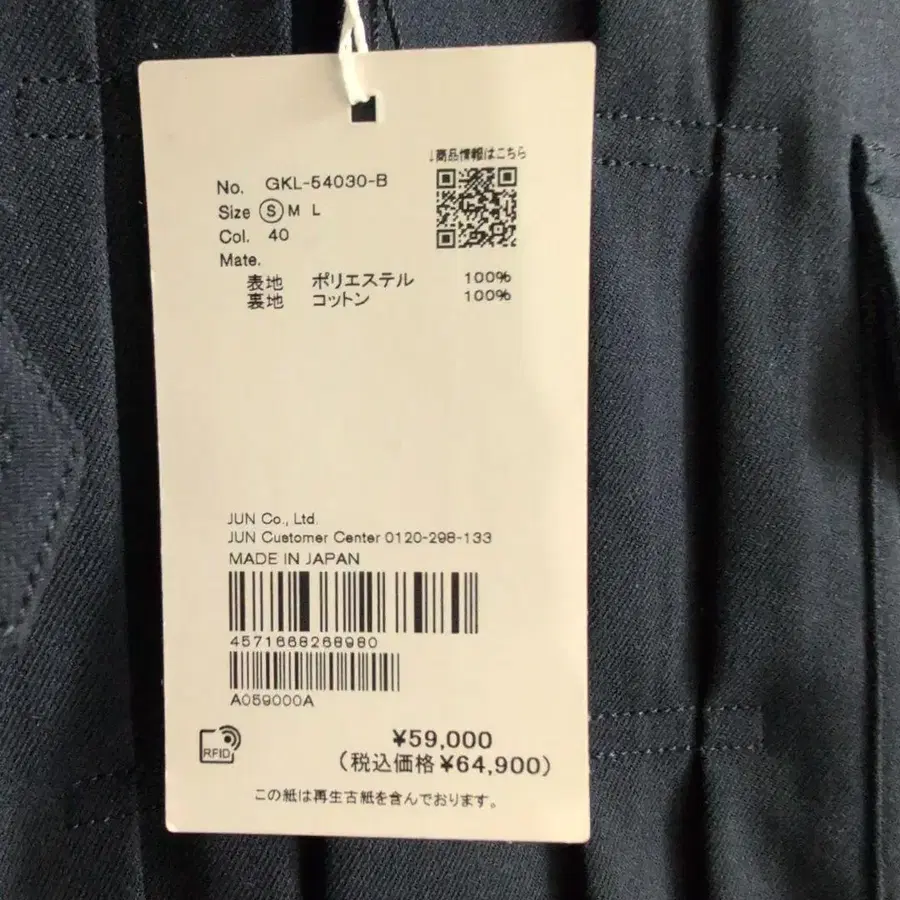 ↓商品情報はこちら
No. GKL-54030-B
Size Ⓢ M L
Col. 40
Mate.
表地 ポリエステル 100%
裏地 コットン 100%
JUN Co., Ltd.
JUN Customer Center 0120-298-133
MADE IN JAPAN
4571668268980
A059000A
RFID
¥59,000
(税込価格¥64,900)
この紙は再生古紙を含んでおります。